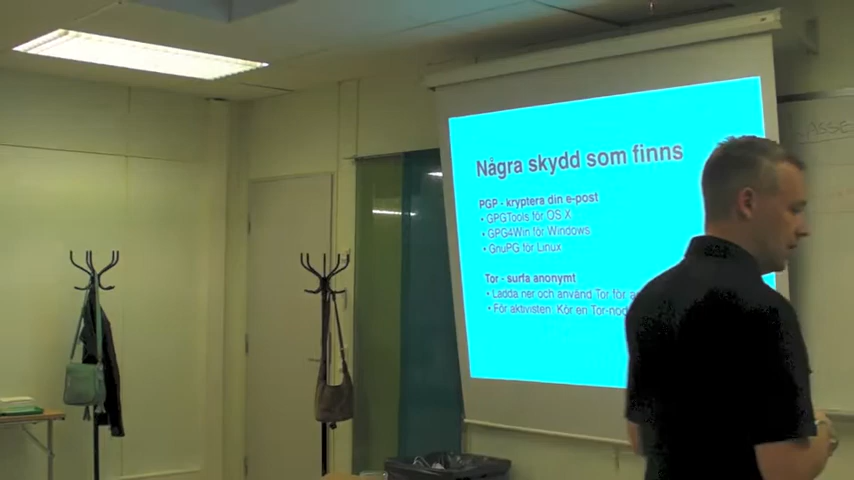 Några skydd som finns
PGP - kryptera din e-post
• GPGTools för OS X
• GPG4Win för Windows
• GnuPG för Linux
Tor - surfa anonymt
• Ladda ner och använd Tor för
• För aktivisten: Kör en Tor-nod